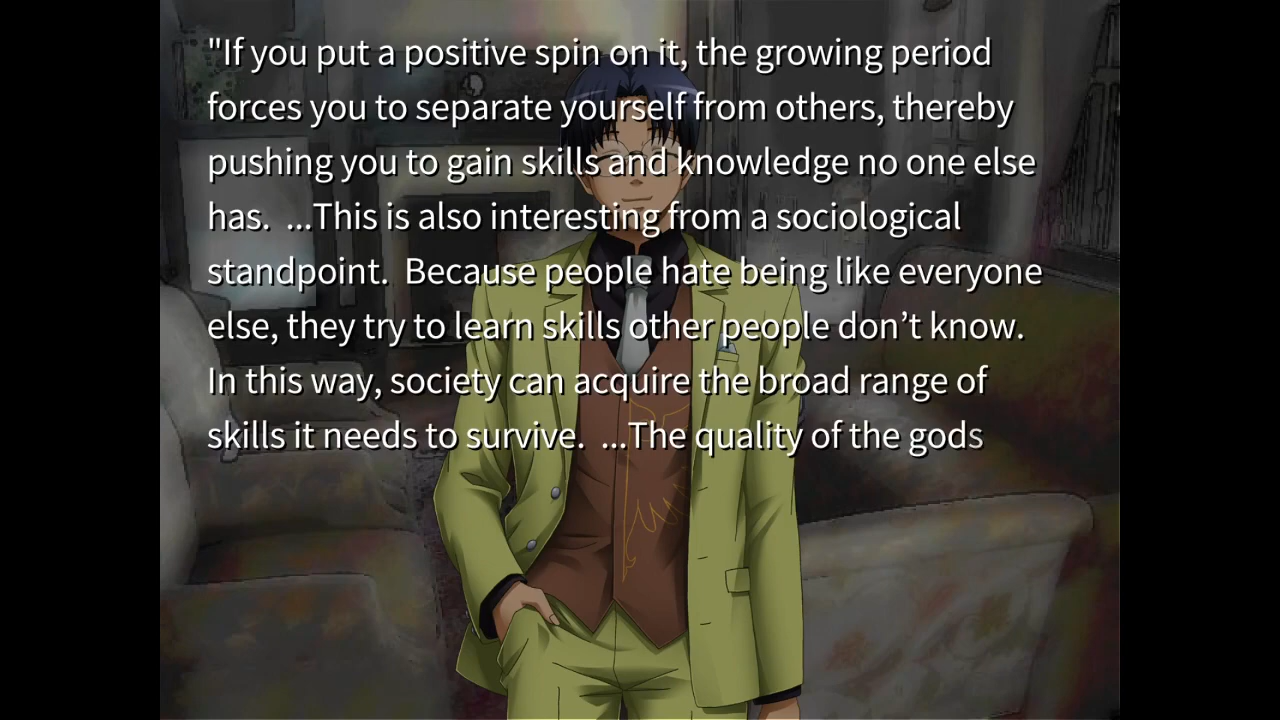 "If you put a positive spin on it, the growing period
forces you to separate yourself from others, thereby
pushing you to gain skills and knowledge no one else
has.  ...This is also interesting from a sociological
standpoint.  Because people hate being like everyone
else, they try to learn skills other people don’t know.
In this way, society can acquire the broad range of
skills it needs to survive.  ...The quality of the gods